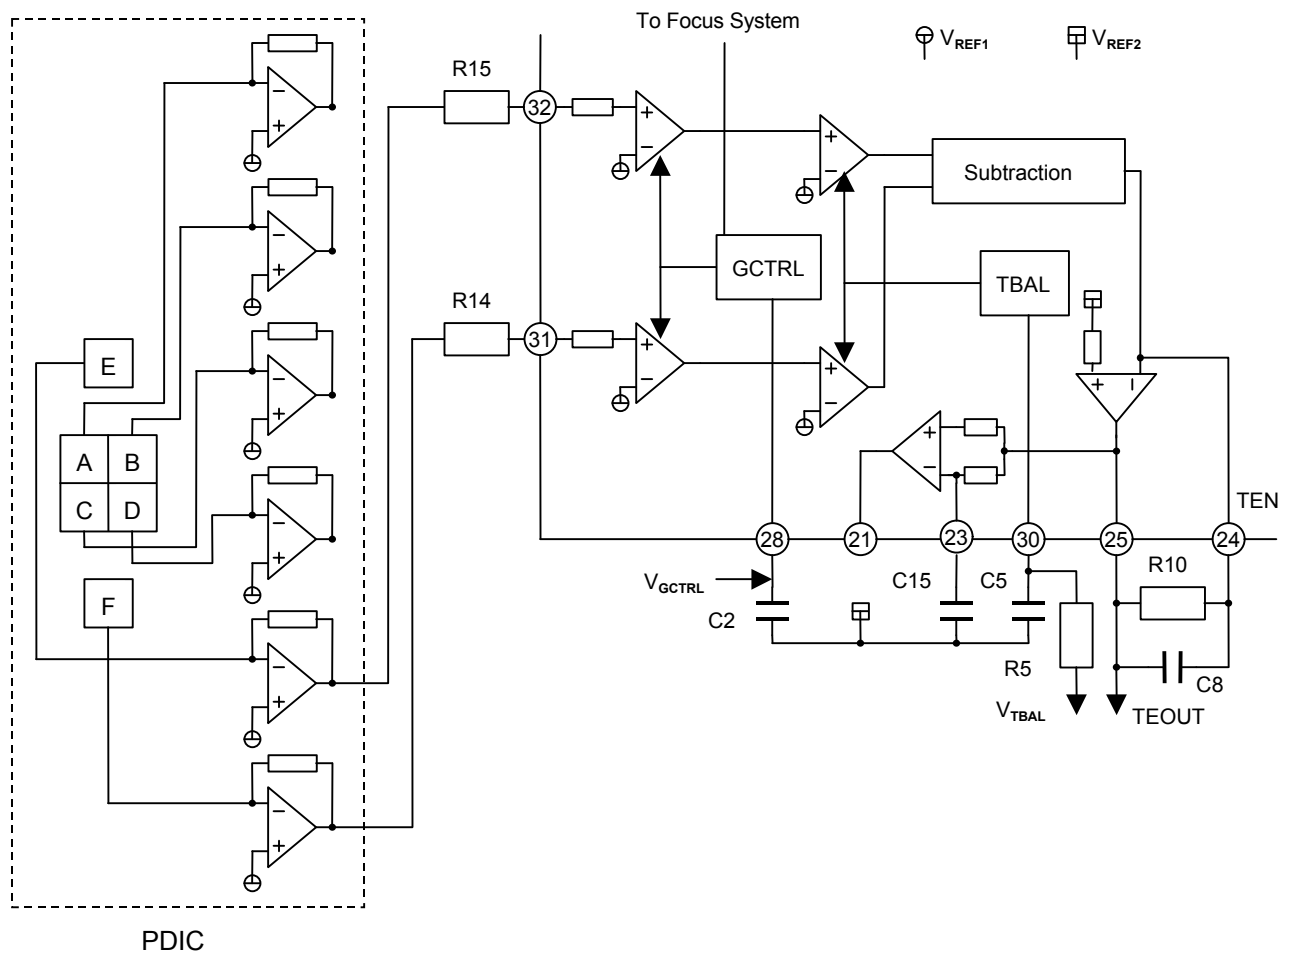 To Focus System
VREF1
VREF2
R15
32
+
−
+
−
Subtraction
−
+
−
+
GCTRL
TBAL
R14
31
+
−
+
−
+
−
E
−
+
A B
C D
+
−
−
+
TEN
28
21
23
30
25
24
VGCTRL
C2
C15
C5
R10
F
−
+
R5
C8
VTBAL
TEOUT
−
+
PDIC